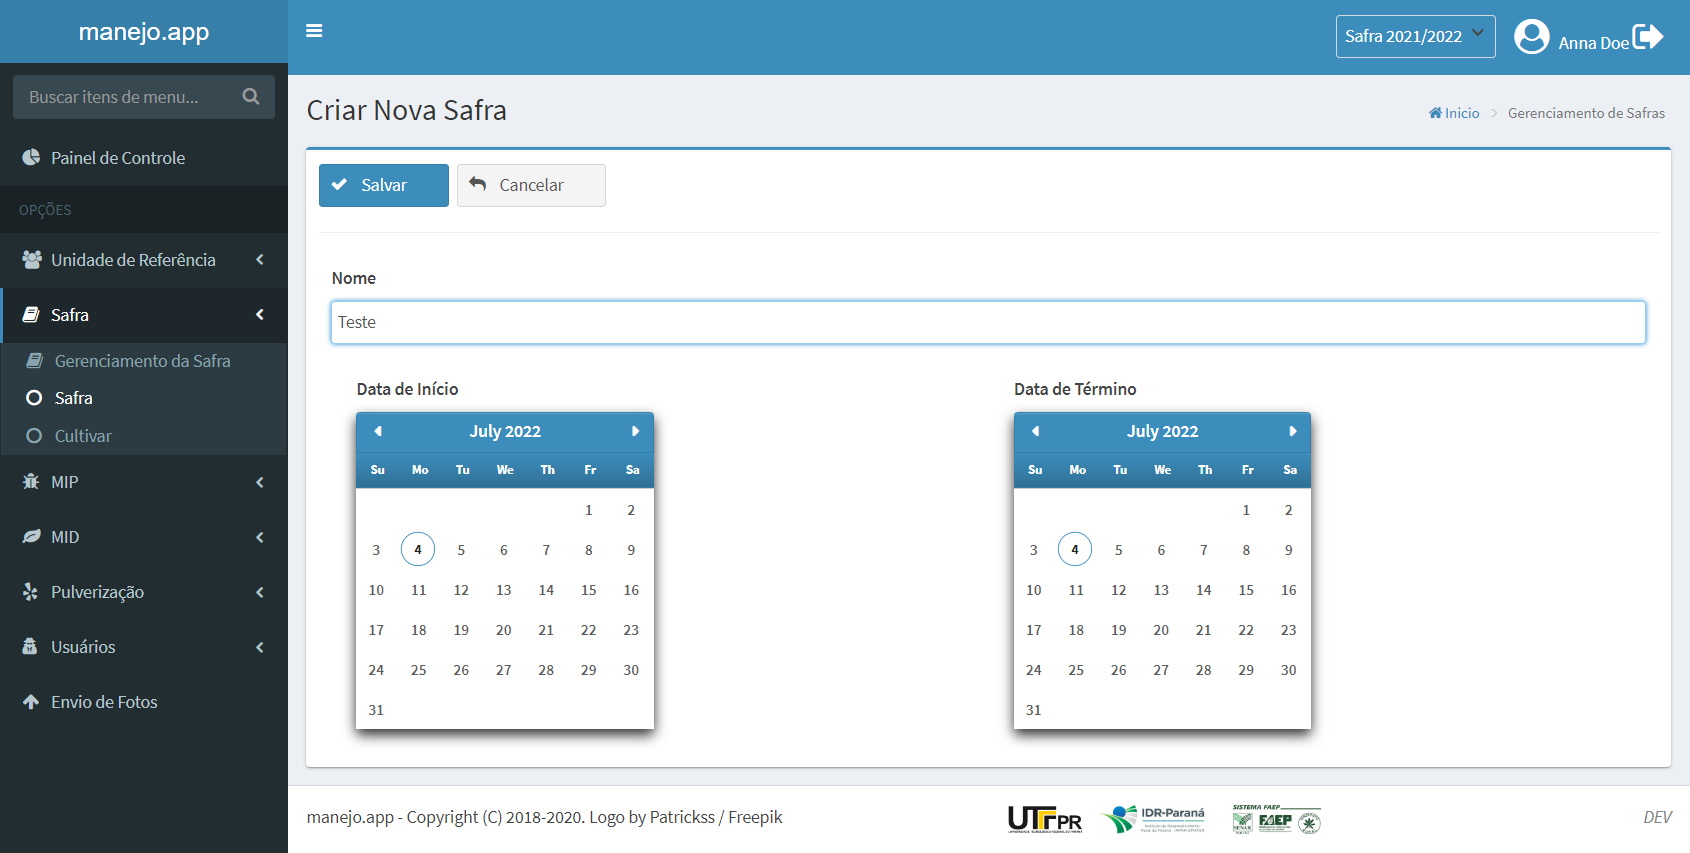 manejo.app
Safra 2021/2022
Anna Doe
Buscar itens de menu...
Painel de Controle
OPÇÕES
Unidade de Referência
Safra
Gerenciamento da Safra
Safra
Cultivar
MIP
MID
Pulverização
Usuários
Envio de Fotos
Criar Nova Safra
Inicio > Gerenciamento de Safras
Salvar
Cancelar
Nome
Teste
Data de Início
July 2022
Su Mo Tu We Th Fr Sa
1 2
3 4 5 6 7 8 9
10 11 12 13 14 15 16
17 18 19 20 21 22 23
24 25 26 27 28 29 30
31
Data de Término
July 2022
Su Mo Tu We Th Fr Sa
1 2
3 4 5 6 7 8 9
10 11 12 13 14 15 16
17 18 19 20 21 22 23
24 25 26 27 28 29 30
31
manejo.app - Copyright (C) 2018-2020. Logo by Patrickss / Freepik
UTFPR
IDR-Paraná
SISTEMA FAEP
SENAR
FAEP
DEV